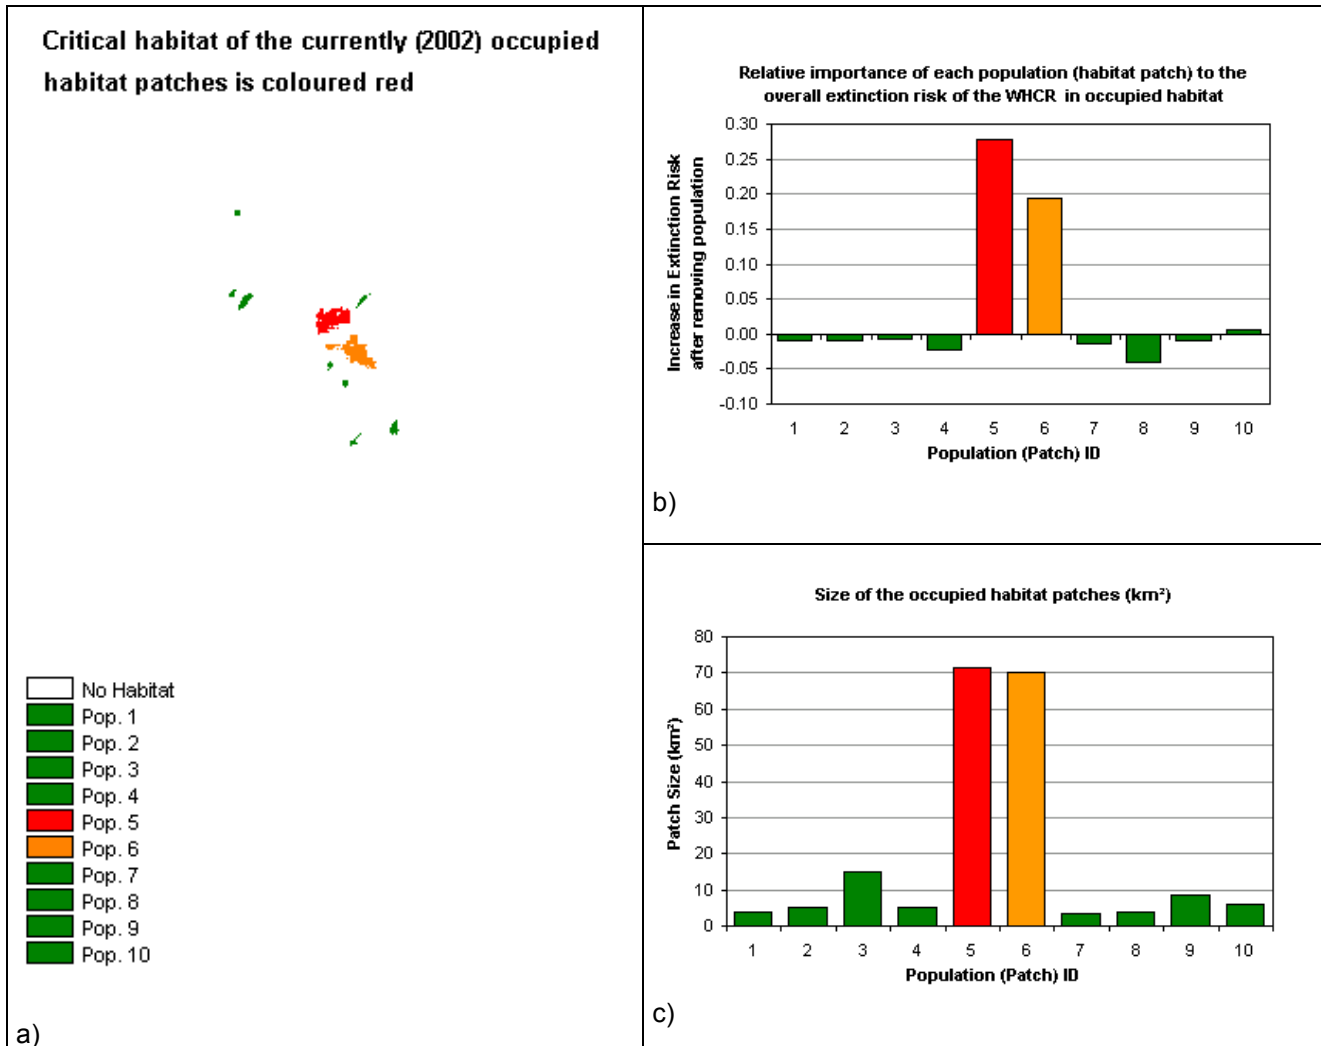 Critical habitat of the currently (2002) occupied
habitat patches is coloured red
No Habitat
Pop. 1
Pop. 2
Pop. 3
Pop. 4
Pop. 5
Pop. 6
Pop. 7
Pop. 8
Pop. 9
Pop. 10
a)
Relative importance of each population (habitat patch) to the
overall extinction risk of the WHCR in occupied habitat
Increase in Extinction Risk
after removing population
0.30
0.25
0.20
0.15
0.10
0.05
0.00
-0.05
-0.10
1 2 3 4 5 6 7 8 9 10
Population (Patch) ID
b)
Size of the occupied habitat patches (km²)
Patch Size (km²)
80
70
60
50
40
30
20
10
0
1 2 3 4 5 6 7 8 9 10
Population (Patch) ID
c)